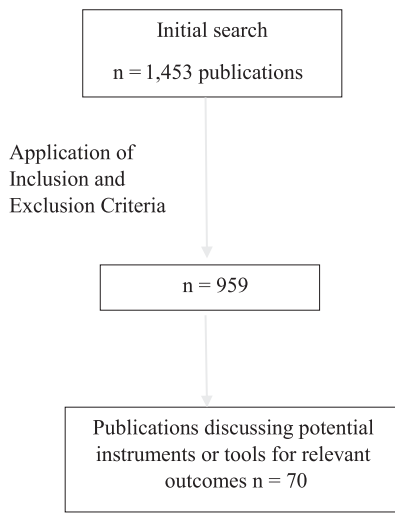 Initial search
n = 1,453 publications
Application of
Inclusion and
Exclusion Criteria
n = 959
Publications discussing potential
instruments or tools for relevant
outcomes n = 70